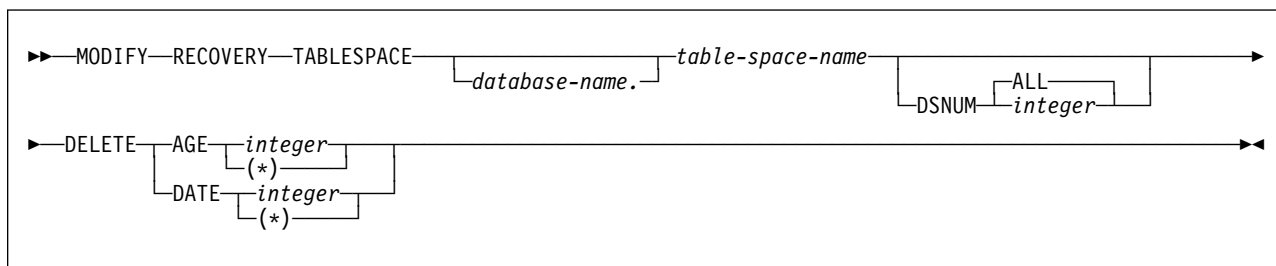 MODIFY RECOVERY TABLESPACE table-space-name
database-name.
ALL
DSNUM integer
DELETE AGE integer
(*)
DATE integer
(*)